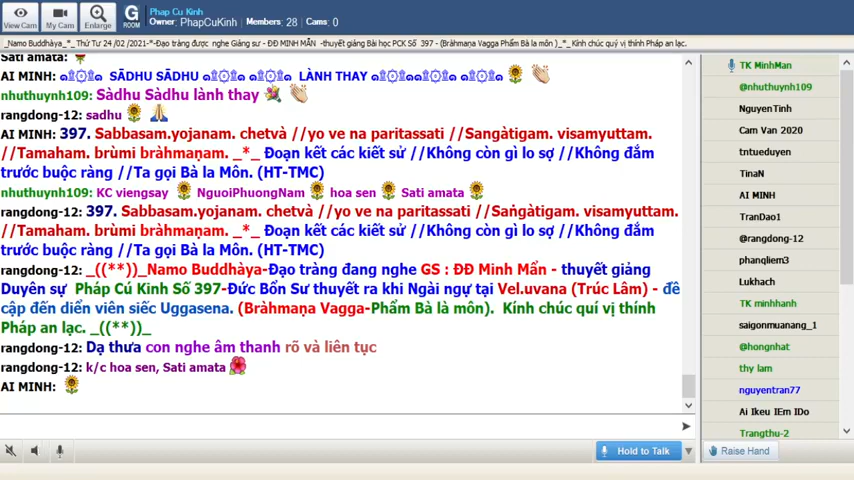 View Cam
My Cam
Enlarge
G
ROOM
Phap Cu Kinh
Owner: PhapCuKinh , Members: 28 , Cams: 0
_Namo Buddhàya_*_ Thứ Tư 24 /02 /2021-*-Đạo tràng được nghe Giảng sư - ĐĐ MINH MẪN -thuyết giảng Bài học PCK Số 397 - (Bràhmaṇa Vagga Phẩm Bà la môn )_*_ Kính chúc quý vị thính Pháp an lạc.
Sati amata:
AI MINH: SĀDHU SĀDHU LÀNH THAY
nhuthuynh109: Sàdhu Sàdhu lành thay
rangdong-12: sadhu
AI MINH: 397. Sabbasam.yojanam. chetvà //yo ve na paritassati //Sangàtigam. visamyuttam.
//Tamaham. brùmi bràhmaṇaṃ. _*_ Đoạn kết các kiết sử //Không còn gì lo sợ //Không đắm
trước buộc ràng //Ta gọi Bà la Môn. (HT-TMC)
nhuthuynh109: KC viengsay NguoiPhuongNam hoa sen Sati amata
rangdong-12: 397. Sabbasam.yojanam. chetvà //yo ve na paritassati //Saṅgàtigam. visamyuttam.
//Tamaham. brùmi bràhmaṇaṃ. _*_ Đoạn kết các kiết sử //Không còn gì lo sợ //Không đắm
trước buộc ràng //Ta gọi Bà la Môn. (HT-TMC)
rangdong-12: _((**))_Namo Buddhàya-Đạo tràng đang nghe GS : ĐĐ Minh Mẩn - thuyết giảng
Duyên sự Pháp Cú Kinh Số 397-Đức Bổn Sư thuyết ra khi Ngài ngự tại Vel.uvana (Trúc Lâm) - đề
cập đến diển viên siếc Uggasena. (Bràhmaṇa Vagga-Phẩm Bà la môn). Kính chúc quí vị thính
Pháp an lạc. _((**))_
rangdong-12: Dạ thưa con nghe âm thanh rõ và liên tục
rangdong-12: k/c hoa sen, Sati amata
AI MINH:
Hold to Talk
Raise Hand
TK MinhMan
@nhuthuynh109
NguyenTinh
Cam Van 2020
tntueduyen
TinaN
AI MINH
TranDao1
@rangdong-12
phanqliem3
Lukhach
TK minhhanh
saigonmuanang_1
@hongnhat
thy lam
nguyentran77
Ai Ikeu IEm IDo
Trangthu-2